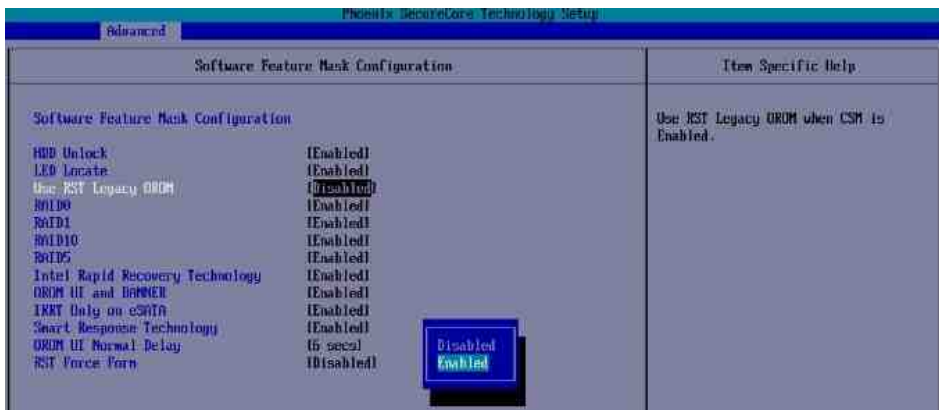 Phoenix SecureCore Technology Setup
Advanced
Software Feature Mask Configuration
Item Specific Help
Software Feature Mask Configuration
HDD Unlock [Enabled]
LED Locate [Enabled]
Use RST Legacy OROM [Disabled]
RAID0 [Enabled]
RAID1 [Enabled]
RAID10 [Enabled]
RAID5 [Enabled]
Intel Rapid Recovery Technology [Enabled]
OROM UI and BANNER [Enabled]
IRRT Only on eSATA [Enabled]
Smart Response Technology [Enabled]
OROM UI Normal Delay [6 secs]
RST Force Form [Disabled]
Disabled
Enabled
Use RST Legacy OROM when CSM is
Enabled.